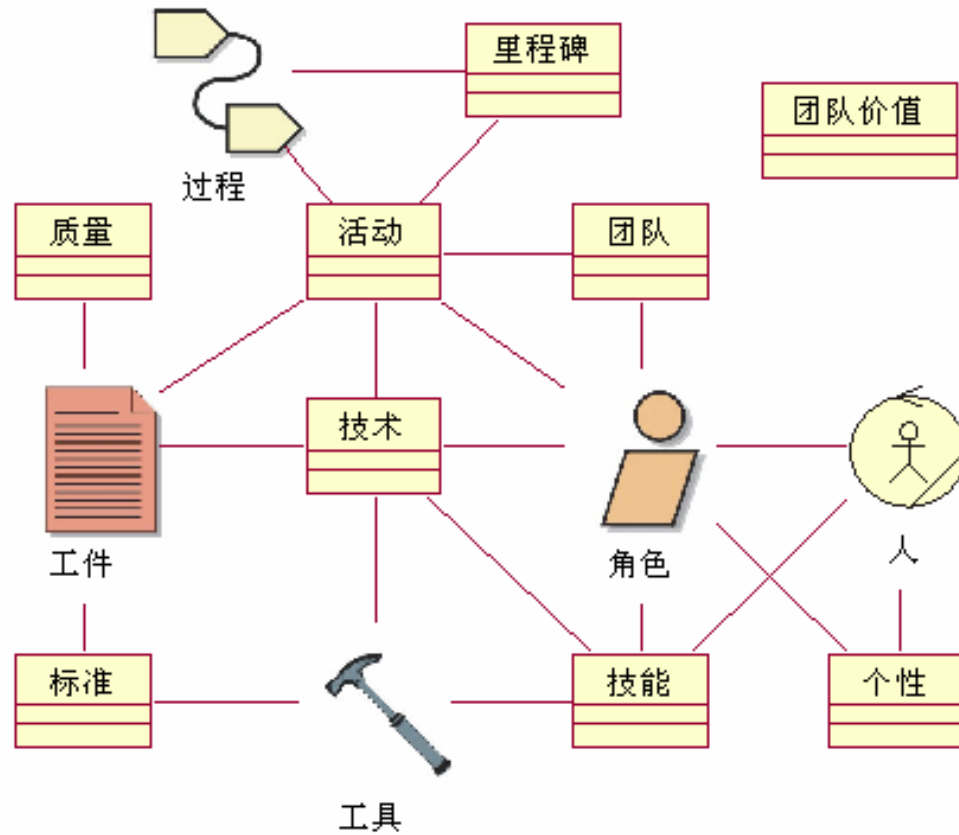 里程碑
团队价值
过程
质量
活动
团队
技术
工件
角色
人
标准
技能
个性
工具